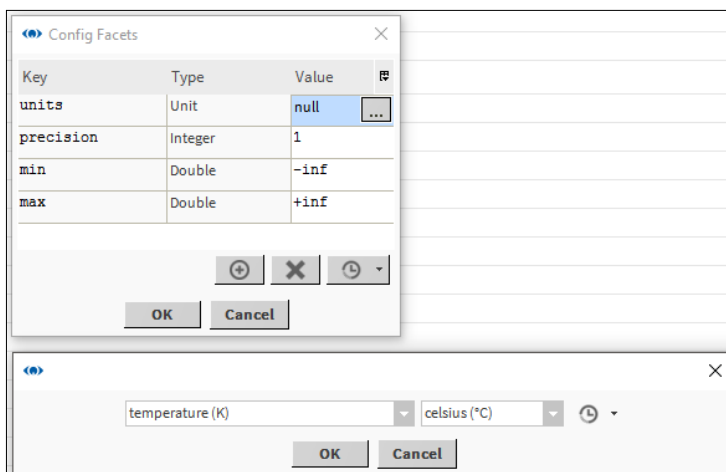 Config Facets
Key Type Value
units Unit null ...
precision Integer 1
min Double -inf
max Double +inf
OK Cancel
temperature (K) celsius (°C)
OK Cancel